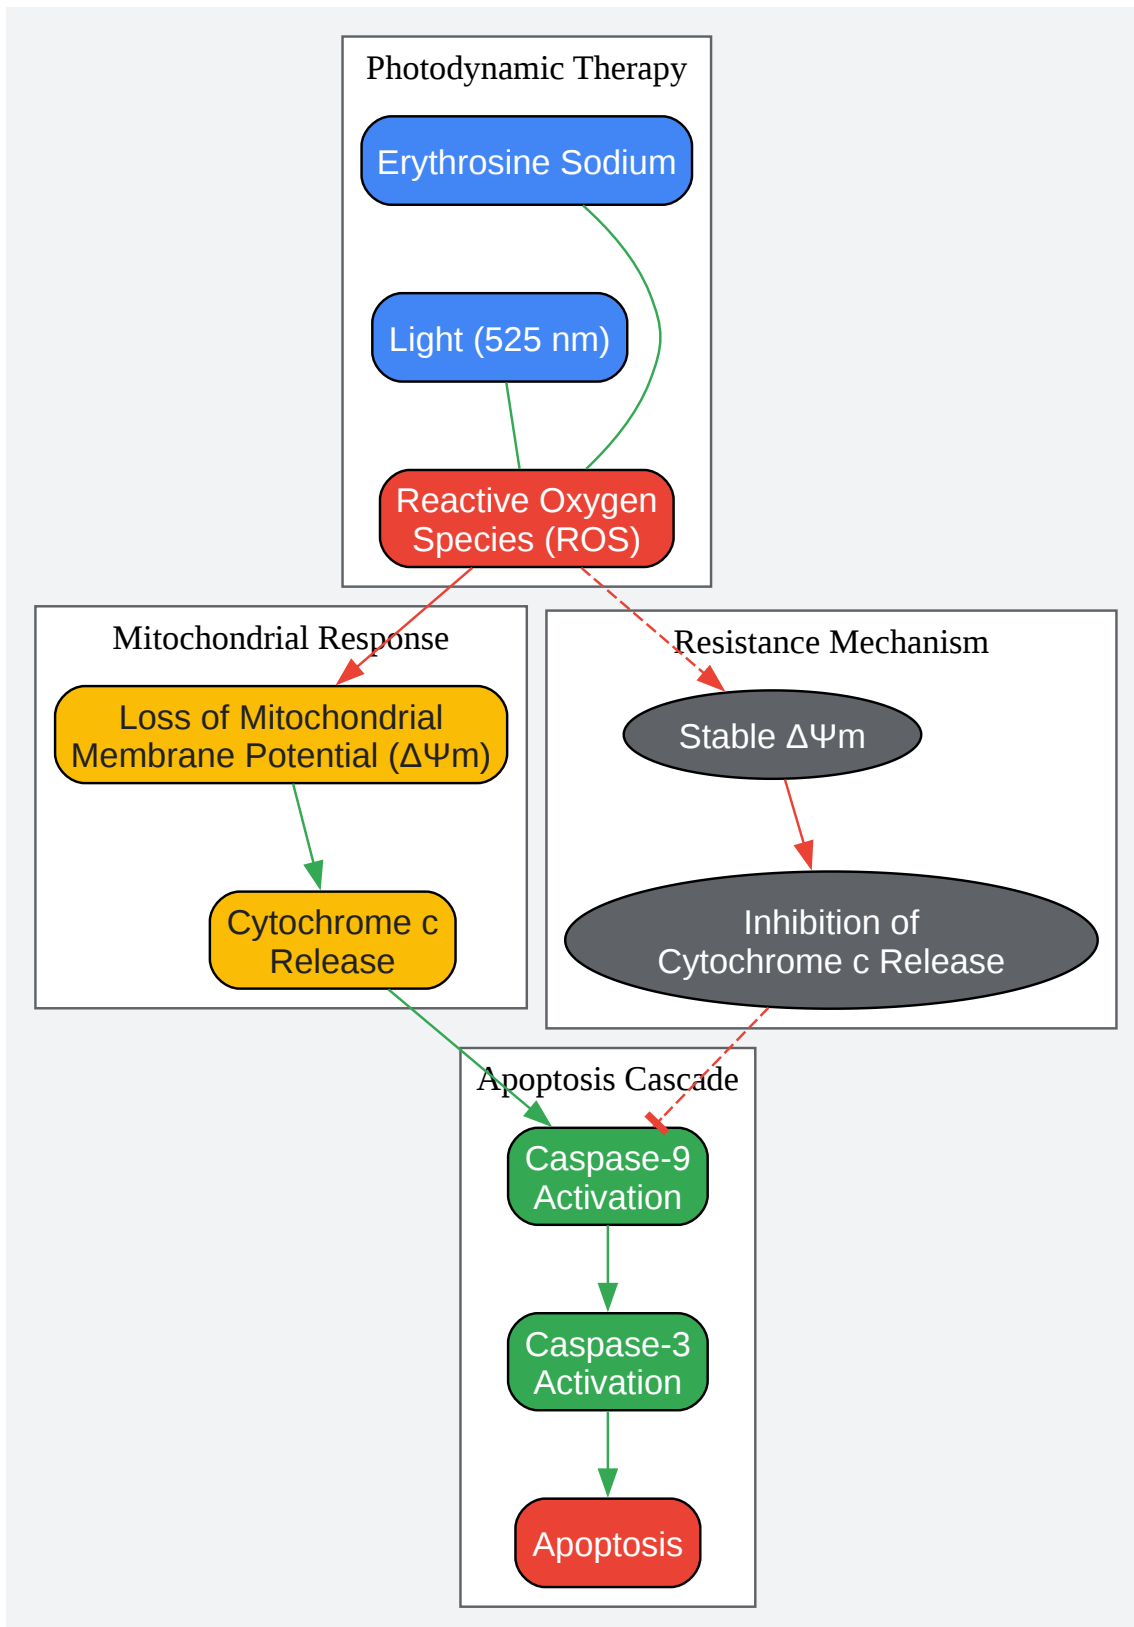 Photodynamic Therapy
Erythrosine Sodium
Light (525 nm)
Reactive Oxygen
Species (ROS)
Mitochondrial Response
Loss of Mitochondrial
Membrane Potential (ΔΨm)
Cytochrome c
Release
Resistance Mechanism
Stable ΔΨm
Inhibition of
Cytochrome c Release
Apoptosis Cascade
Caspase-9
Activation
Caspase-3
Activation
Apoptosis